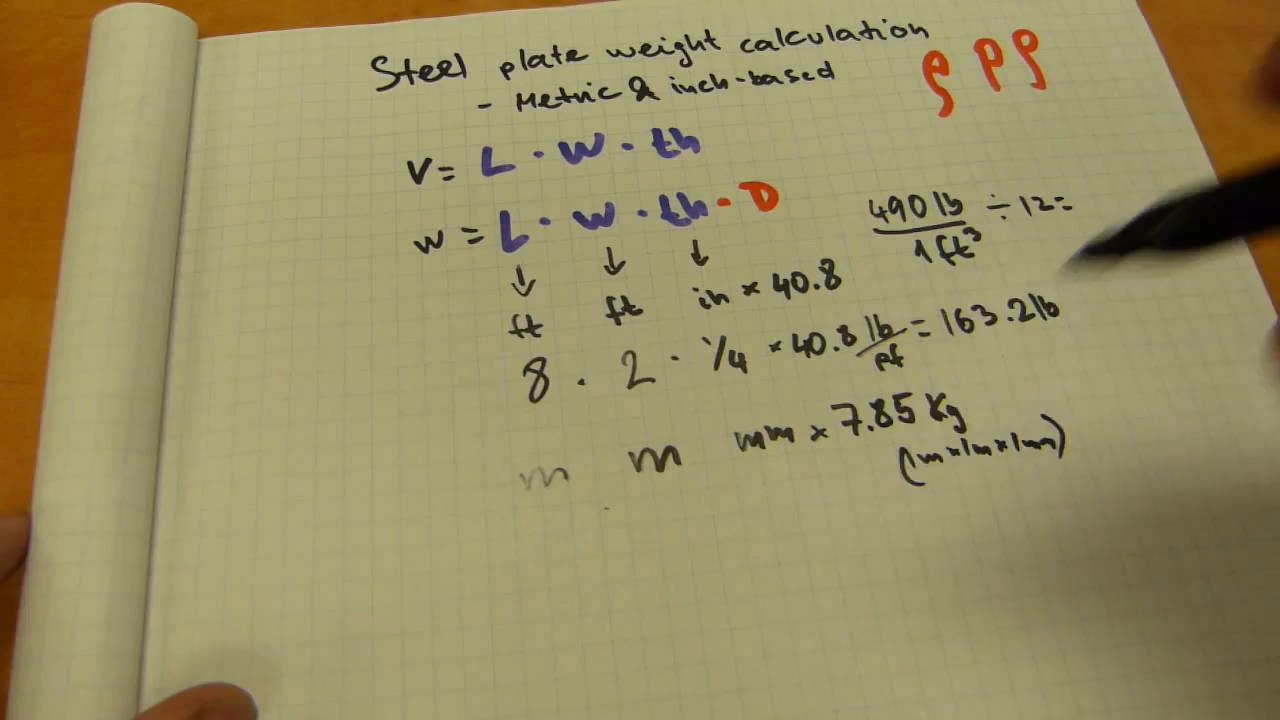 Steel plate weight calculation
- Metric & inch-based
ρ ρ ρ
V = L · W · th
w = L · w · th · D
490 lb / 1 ft³ ÷ 12 =
↓ ↓ ↓
ft ft in × 40.8
8 · 2 · 1/4 × 40.8 lb / = 163.2 lb
m m mm × 7.85 Kg
(1m×1m×1mm)